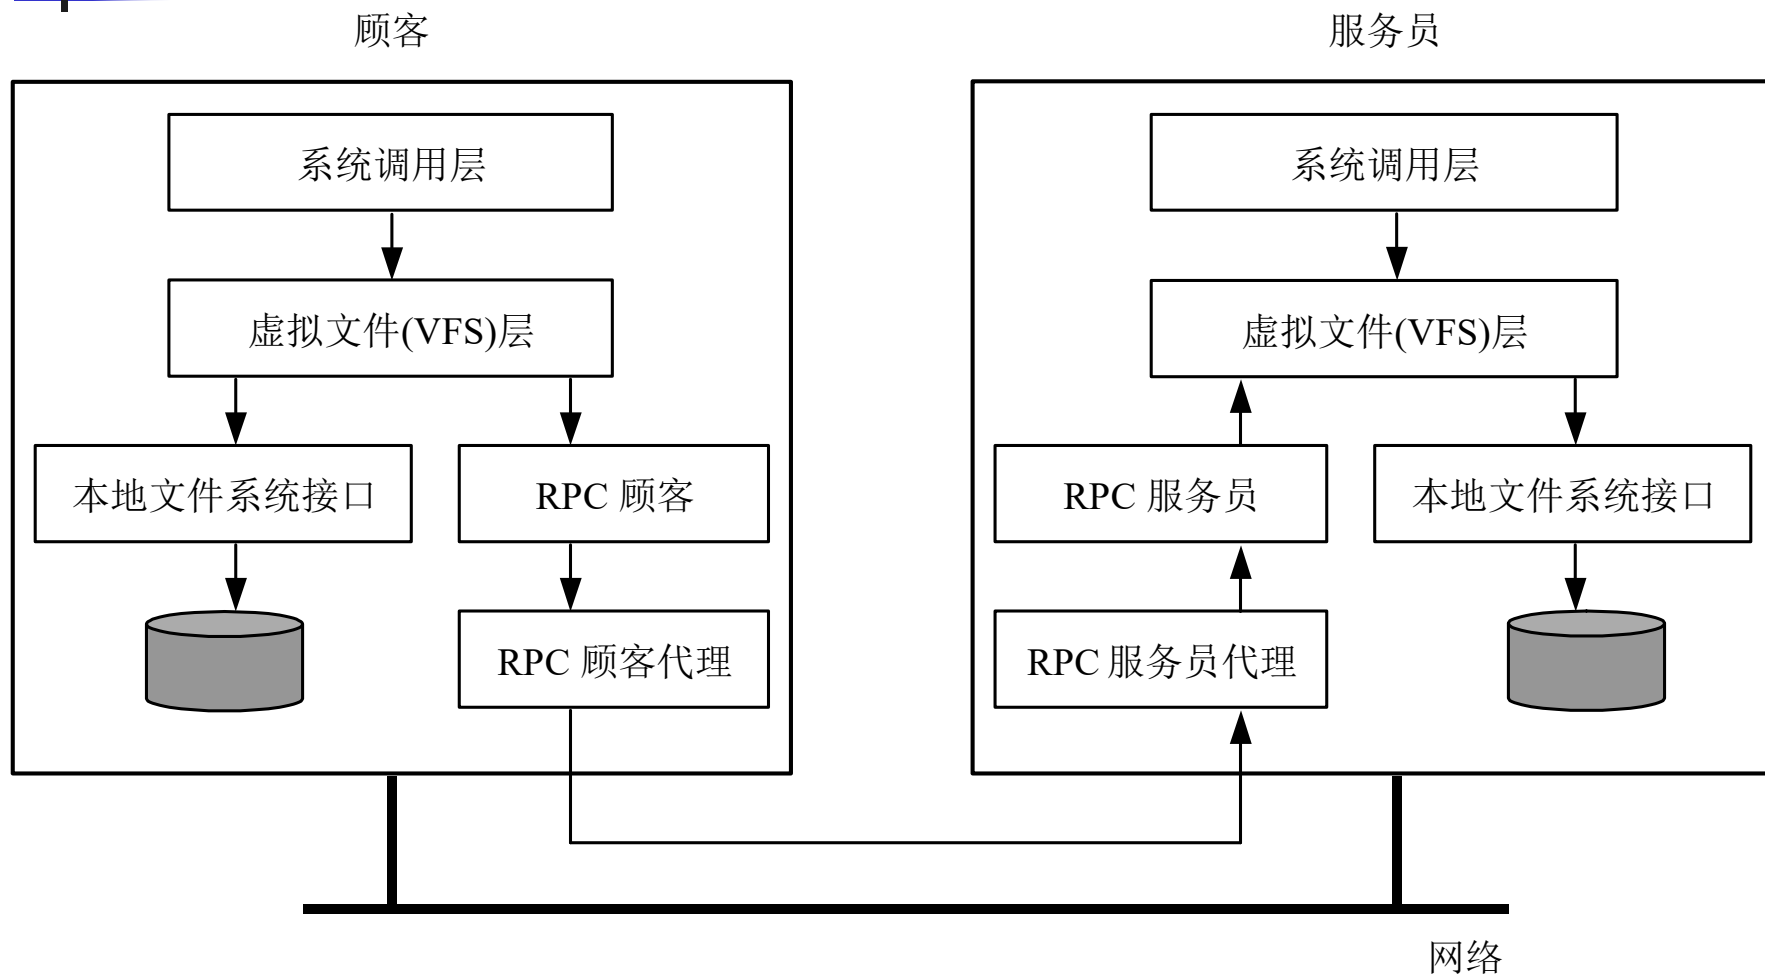 顾客
服务员
系统调用层
系统调用层
虚拟文件(VFS)层
虚拟文件(VFS)层
本地文件系统接口
RPC 顾客
RPC 服务员
本地文件系统接口
RPC 顾客代理
RPC 服务员代理
网络